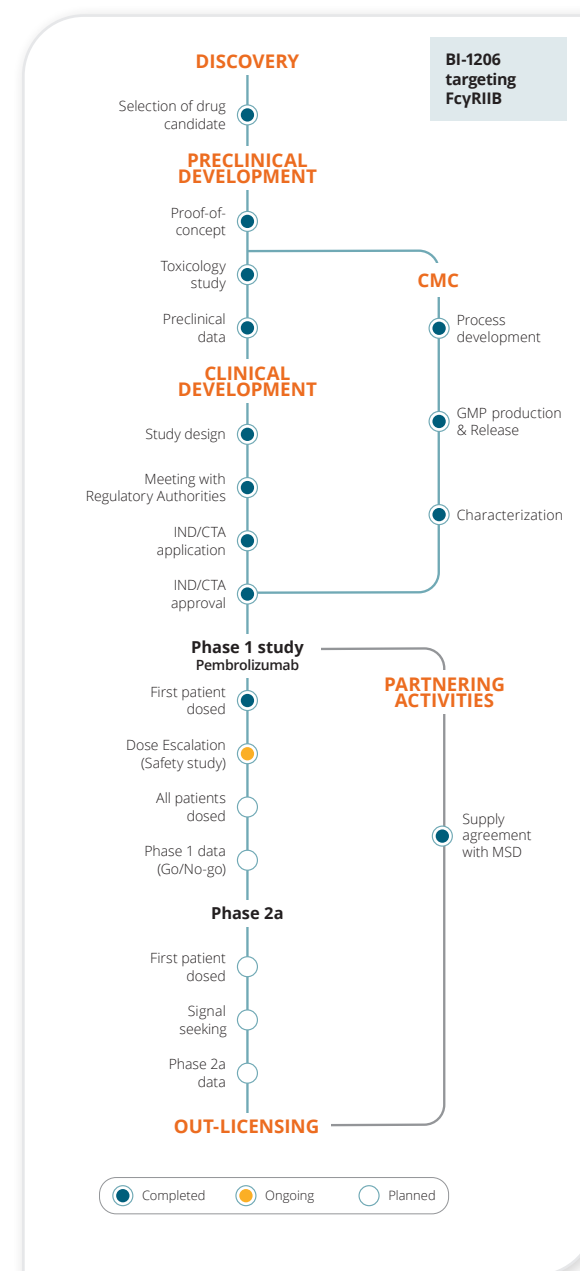 BI-1206
targeting
FcyRIIB
DISCOVERY
Selection of drug
candidate
PRECLINICAL
DEVELOPMENT
Proof-of-
concept
Toxicology
study
Preclinical
data
CMC
Process
development
GMP production
& Release
Characterization
CLINICAL
DEVELOPMENT
Study design
Meeting with
Regulatory Authorities
IND/CTA
application
IND/CTA
approval
Phase 1 study
Pembrolizumab
First patient
dosed
Dose Escalation
(Safety study)
All patients
dosed
Phase 1 data
(Go/No-go)
PARTNERING
ACTIVITIES
Supply
agreement
with MSD
Phase 2a
First patient
dosed
Signal
seeking
Phase 2a
data
OUT-LICENSING
Completed
Ongoing
Planned